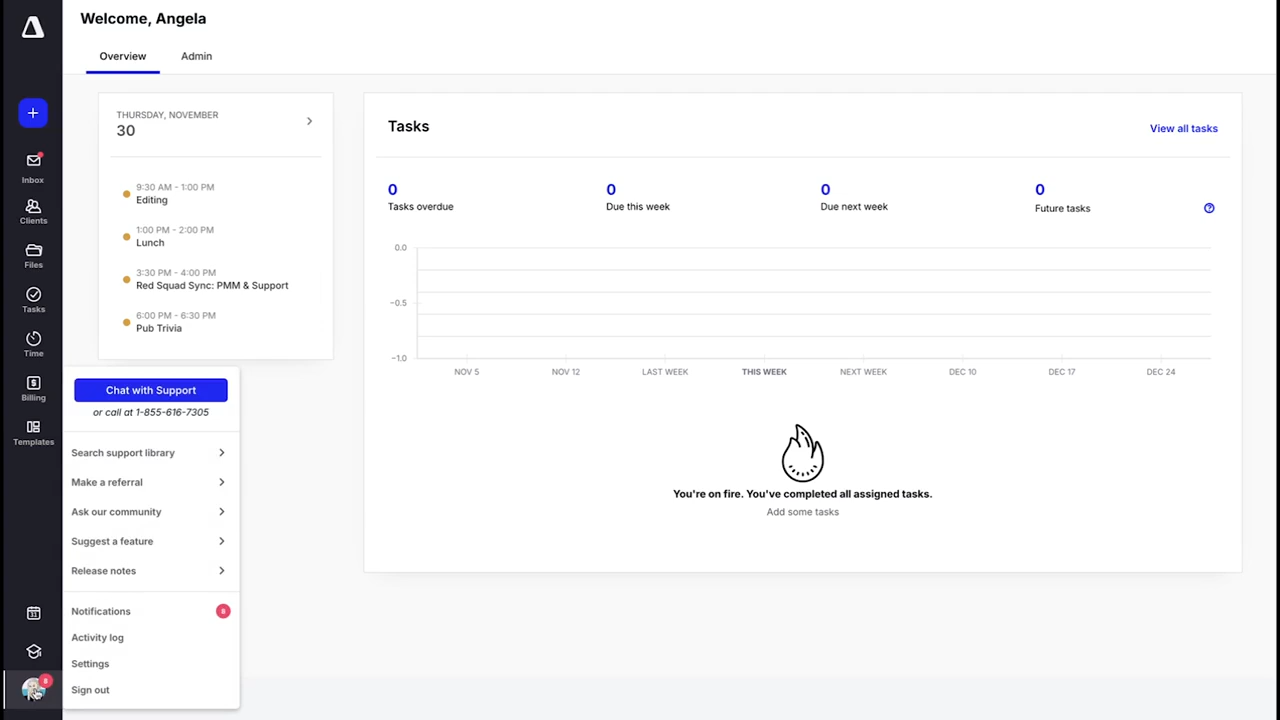 Welcome, Angela
Overview
Admin
Inbox
Clients
Files
Tasks
Time
Billing
Templates
31
8
THURSDAY, NOVEMBER
30
9:30 AM - 1:00 PM
Editing
1:00 PM - 2:00 PM
Lunch
3:30 PM - 4:00 PM
Red Squad Sync: PMM & Support
6:00 PM - 6:30 PM
Pub Trivia
Chat with Support
or call at 1-855-616-7305
Search support library
Make a referral
Ask our community
Suggest a feature
Release notes
Notifications 8
Activity log
Settings
Sign out
Tasks
View all tasks
0 0 0 0
Tasks overdue Due this week Due next week Future tasks ?
0.0
−0.5
−1.0
NOV 5 NOV 12 LAST WEEK THIS WEEK NEXT WEEK DEC 10 DEC 17 DEC 24
You're on fire. You've completed all assigned tasks.
Add some tasks